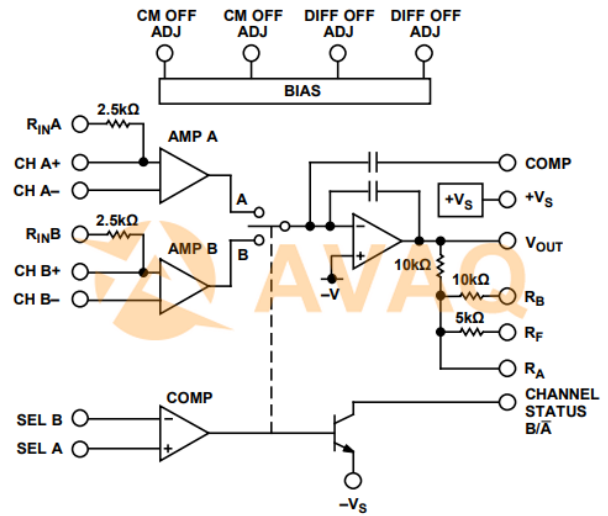 CM OFF
ADJ
CM OFF
ADJ
DIFF OFF
ADJ
DIFF OFF
ADJ
BIAS
RINA
2.5kΩ
AMP A
CH A+
CH A–
A
COMP
+VS
+VS
RINB
2.5kΩ
AMP B
B
–
+
VOUT
CH B+
CH B–
–V
10kΩ
10kΩ
RB
5kΩ
RF
RA
AVAQ
COMP
SEL B
–
SEL A
+
CHANNEL
STATUS
B/A̅
–VS